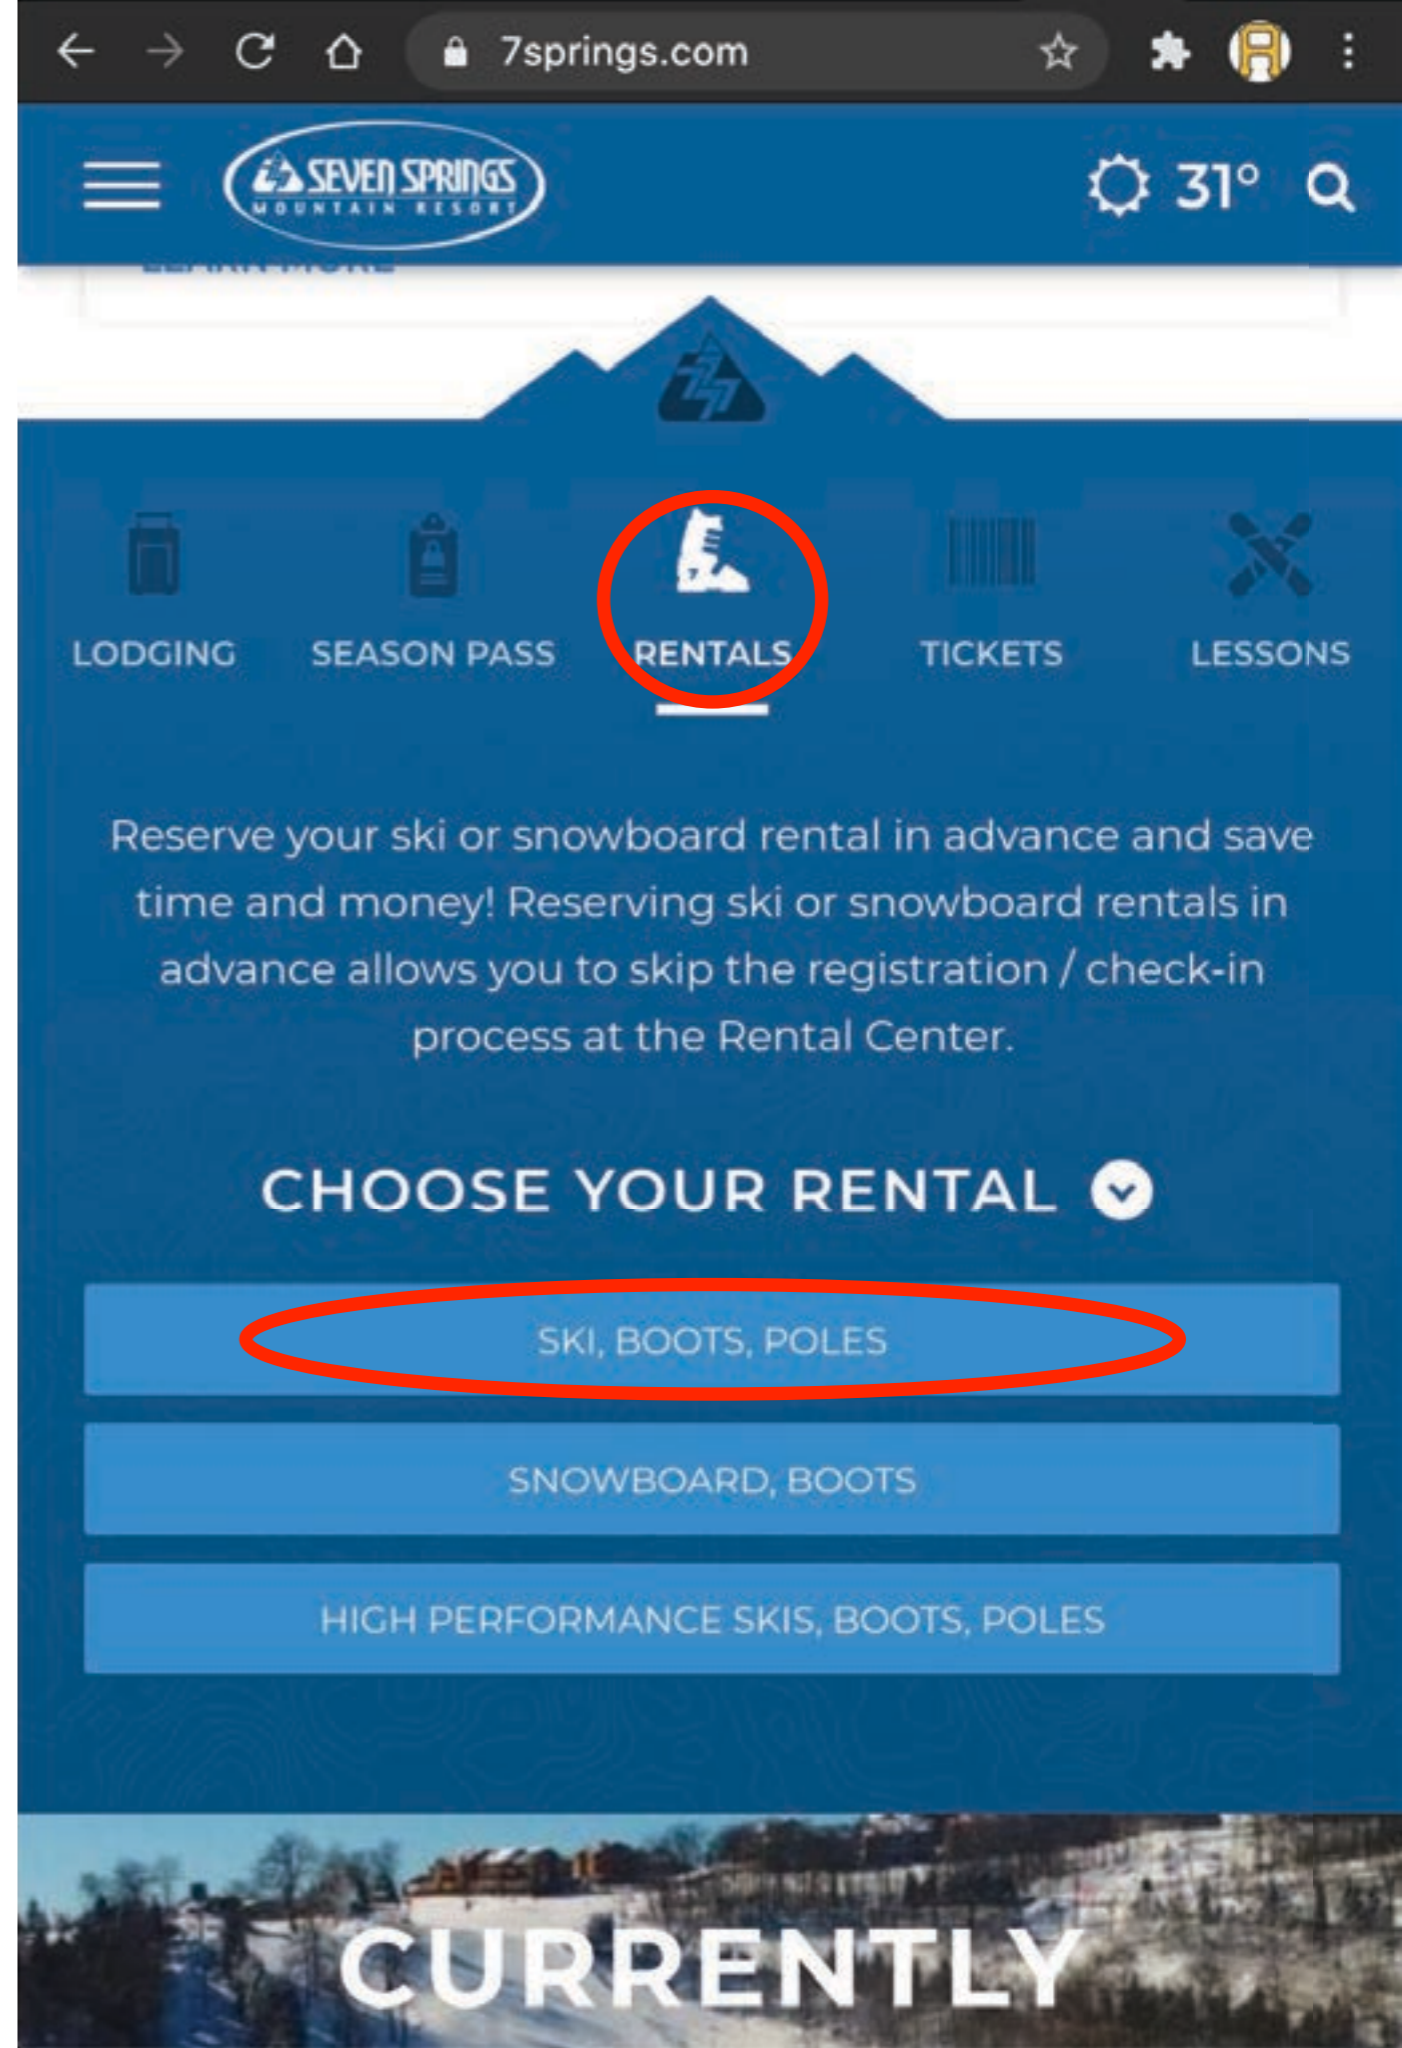 7springs.com
SEVEN SPRINGS
MOUNTAIN RESORT
31°
LEARN MORE
LODGING
SEASON PASS
RENTALS
TICKETS
LESSONS
Reserve your ski or snowboard rental in advance and save
time and money! Reserving ski or snowboard rentals in
advance allows you to skip the registration / check-in
process at the Rental Center.
CHOOSE YOUR RENTAL
SKI, BOOTS, POLES
SNOWBOARD, BOOTS
HIGH PERFORMANCE SKIS, BOOTS, POLES
CURRENTLY